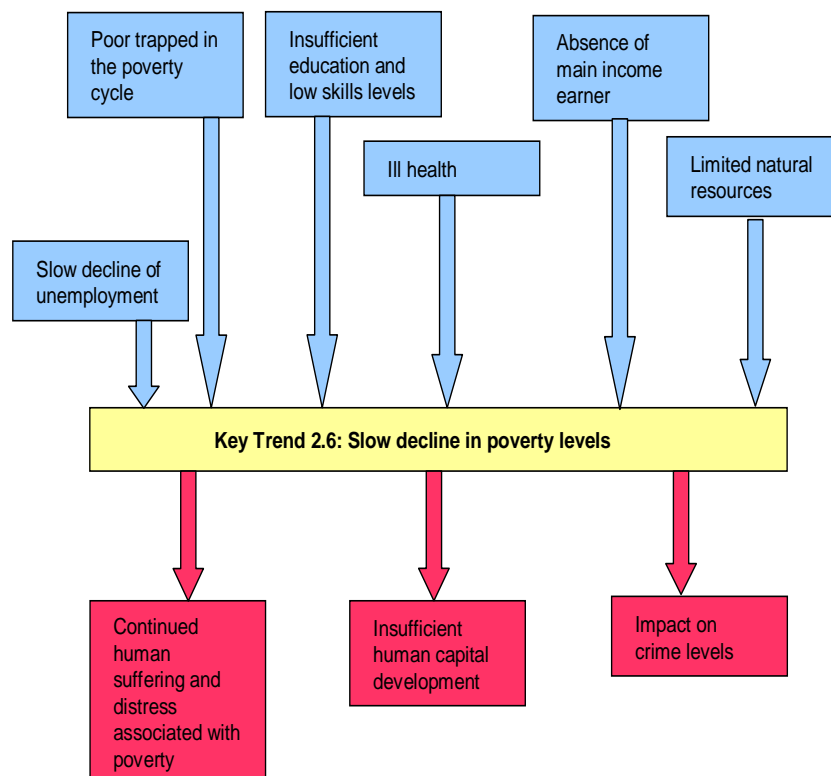 Poor trapped in
the poverty
cycle
Insufficient
education and
low skills levels
Absence of
main income
earner
Ill health
Limited natural
resources
Slow decline of
unemployment
Key Trend 2.6: Slow decline in poverty levels
Continued
human
suffering and
distress
associated with
poverty
Insufficient
human capital
development
Impact on
crime levels